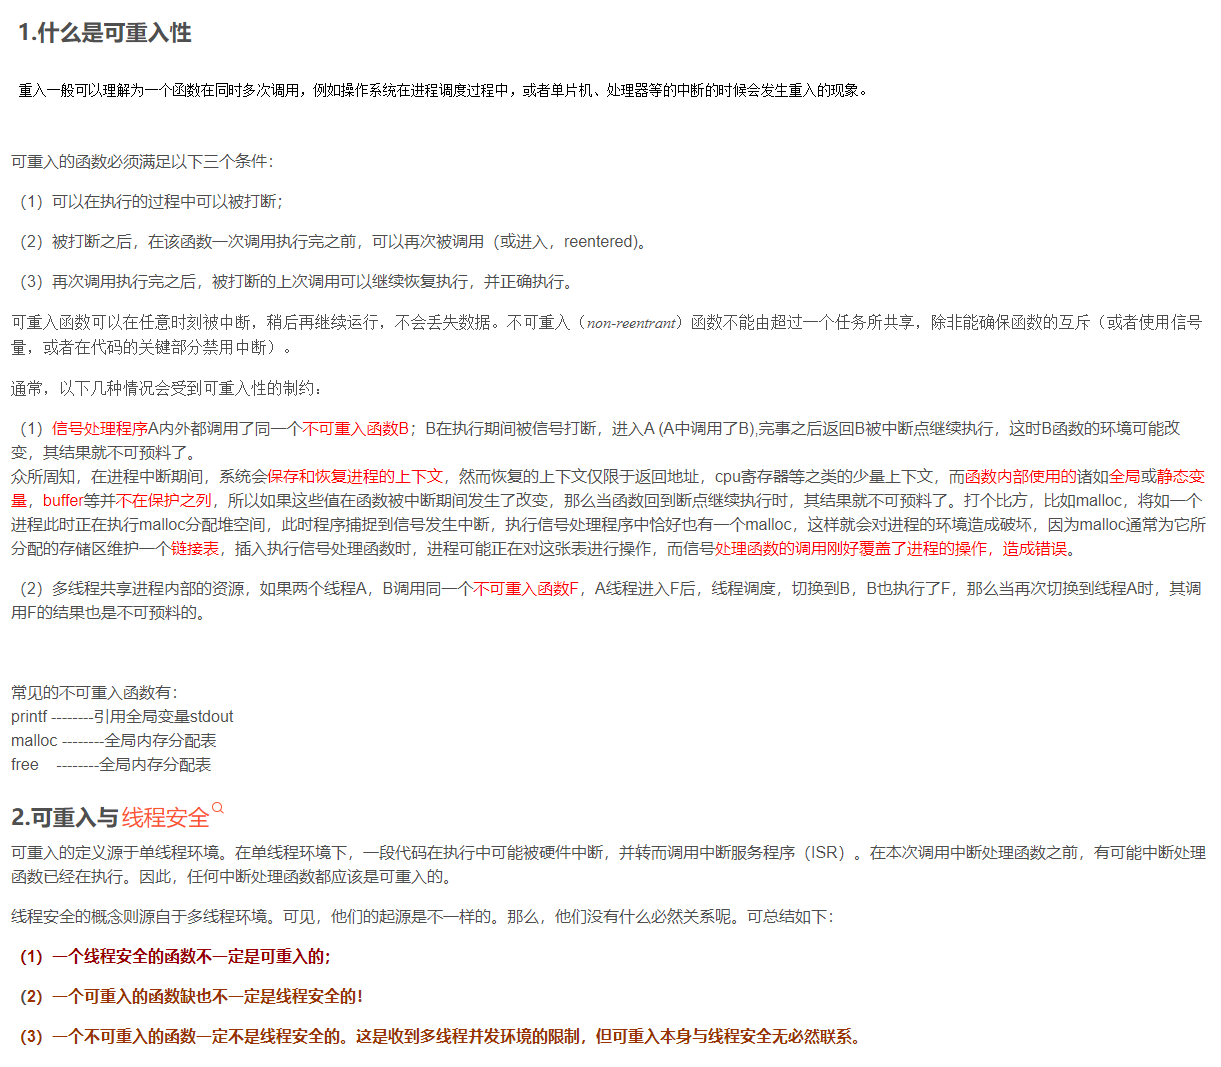 1.什么是可重入性
重入一般可以理解为一个函数在同时多次调用，例如操作系统在进程调度过程中，或者单片机、处理器等的中断的时候会发生重入的现象。
可重入的函数必须满足以下三个条件：
（1）可以在执行的过程中可以被打断；
（2）被打断之后，在该函数一次调用执行完之前，可以再次被调用（或进入，reentered)。
（3）再次调用执行完之后，被打断的上次调用可以继续恢复执行，并正确执行。
可重入函数可以在任意时刻被中断，稍后再继续运行，不会丢失数据。不可重入（non-reentrant）函数不能由超过一个任务所共享，除非能确保函数的互斥（或者使用信号
量，或者在代码的关键部分禁用中断）。
通常，以下几种情况会受到可重入性的制约：
（1）信号处理程序A内外都调用了同一个不可重入函数B；B在执行期间被信号打断，进入A (A中调用了B),完事之后返回B被中断点继续执行，这时B函数的环境可能改
变，其结果就不可预料了。
众所周知，在进程中断期间，系统会保存和恢复进程的上下文，然而恢复的上下文仅限于返回地址，cpu寄存器等之类的少量上下文，而函数内部使用的诸如全局或静态变
量，buffer等并不在保护之列，所以如果这些值在函数被中断期间发生了改变，那么当函数回到断点继续执行时，其结果就不可预料了。打个比方，比如malloc，将如一个
进程此时正在执行malloc分配堆空间，此时程序捕捉到信号发生中断，执行信号处理程序中恰好也有一个malloc，这样就会对进程的环境造成破坏，因为malloc通常为它所
分配的存储区维护一个链接表，插入执行信号处理函数时，进程可能正在对这张表进行操作，而信号处理函数的调用刚好覆盖了进程的操作，造成错误。
（2）多线程共享进程内部的资源，如果两个线程A，B调用同一个不可重入函数F，A线程进入F后，线程调度，切换到B，B也执行了F，那么当再次切换到线程A时，其调
用F的结果也是不可预料的。
常见的不可重入函数有：
printf --------引用全局变量stdout
malloc --------全局内存分配表
free --------全局内存分配表
2.可重入与线程安全
可重入的定义源于单线程环境。在单线程环境下，一段代码在执行中可能被硬件中断，并转而调用中断服务程序（ISR）。在本次调用中断处理函数之前，有可能中断处理
函数已经在执行。因此，任何中断处理函数都应该是可重入的。
线程安全的概念则源自于多线程环境。可见，他们的起源是不一样的。那么，他们没有什么必然关系呢。可总结如下：
（1）一个线程安全的函数不一定是可重入的；
（2）一个可重入的函数缺也不一定是线程安全的！
（3）一个不可重入的函数一定不是线程安全的。这是收到多线程并发环境的限制，但可重入本身与线程安全无必然联系。